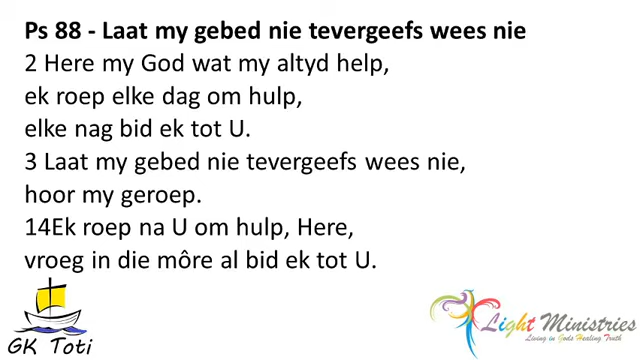 Ps 88 - Laat my gebed nie tevergeefs wees nie
2 Here my God wat my altyd help,
ek roep elke dag om hulp,
elke nag bid ek tot U.
3 Laat my gebed nie tevergeefs wees nie,
hoor my geroep.
14Ek roep na U om hulp, Here,
vroeg in die môre al bid ek tot U.
GK Toti
Light Ministries
Living in Gods Healing Truth